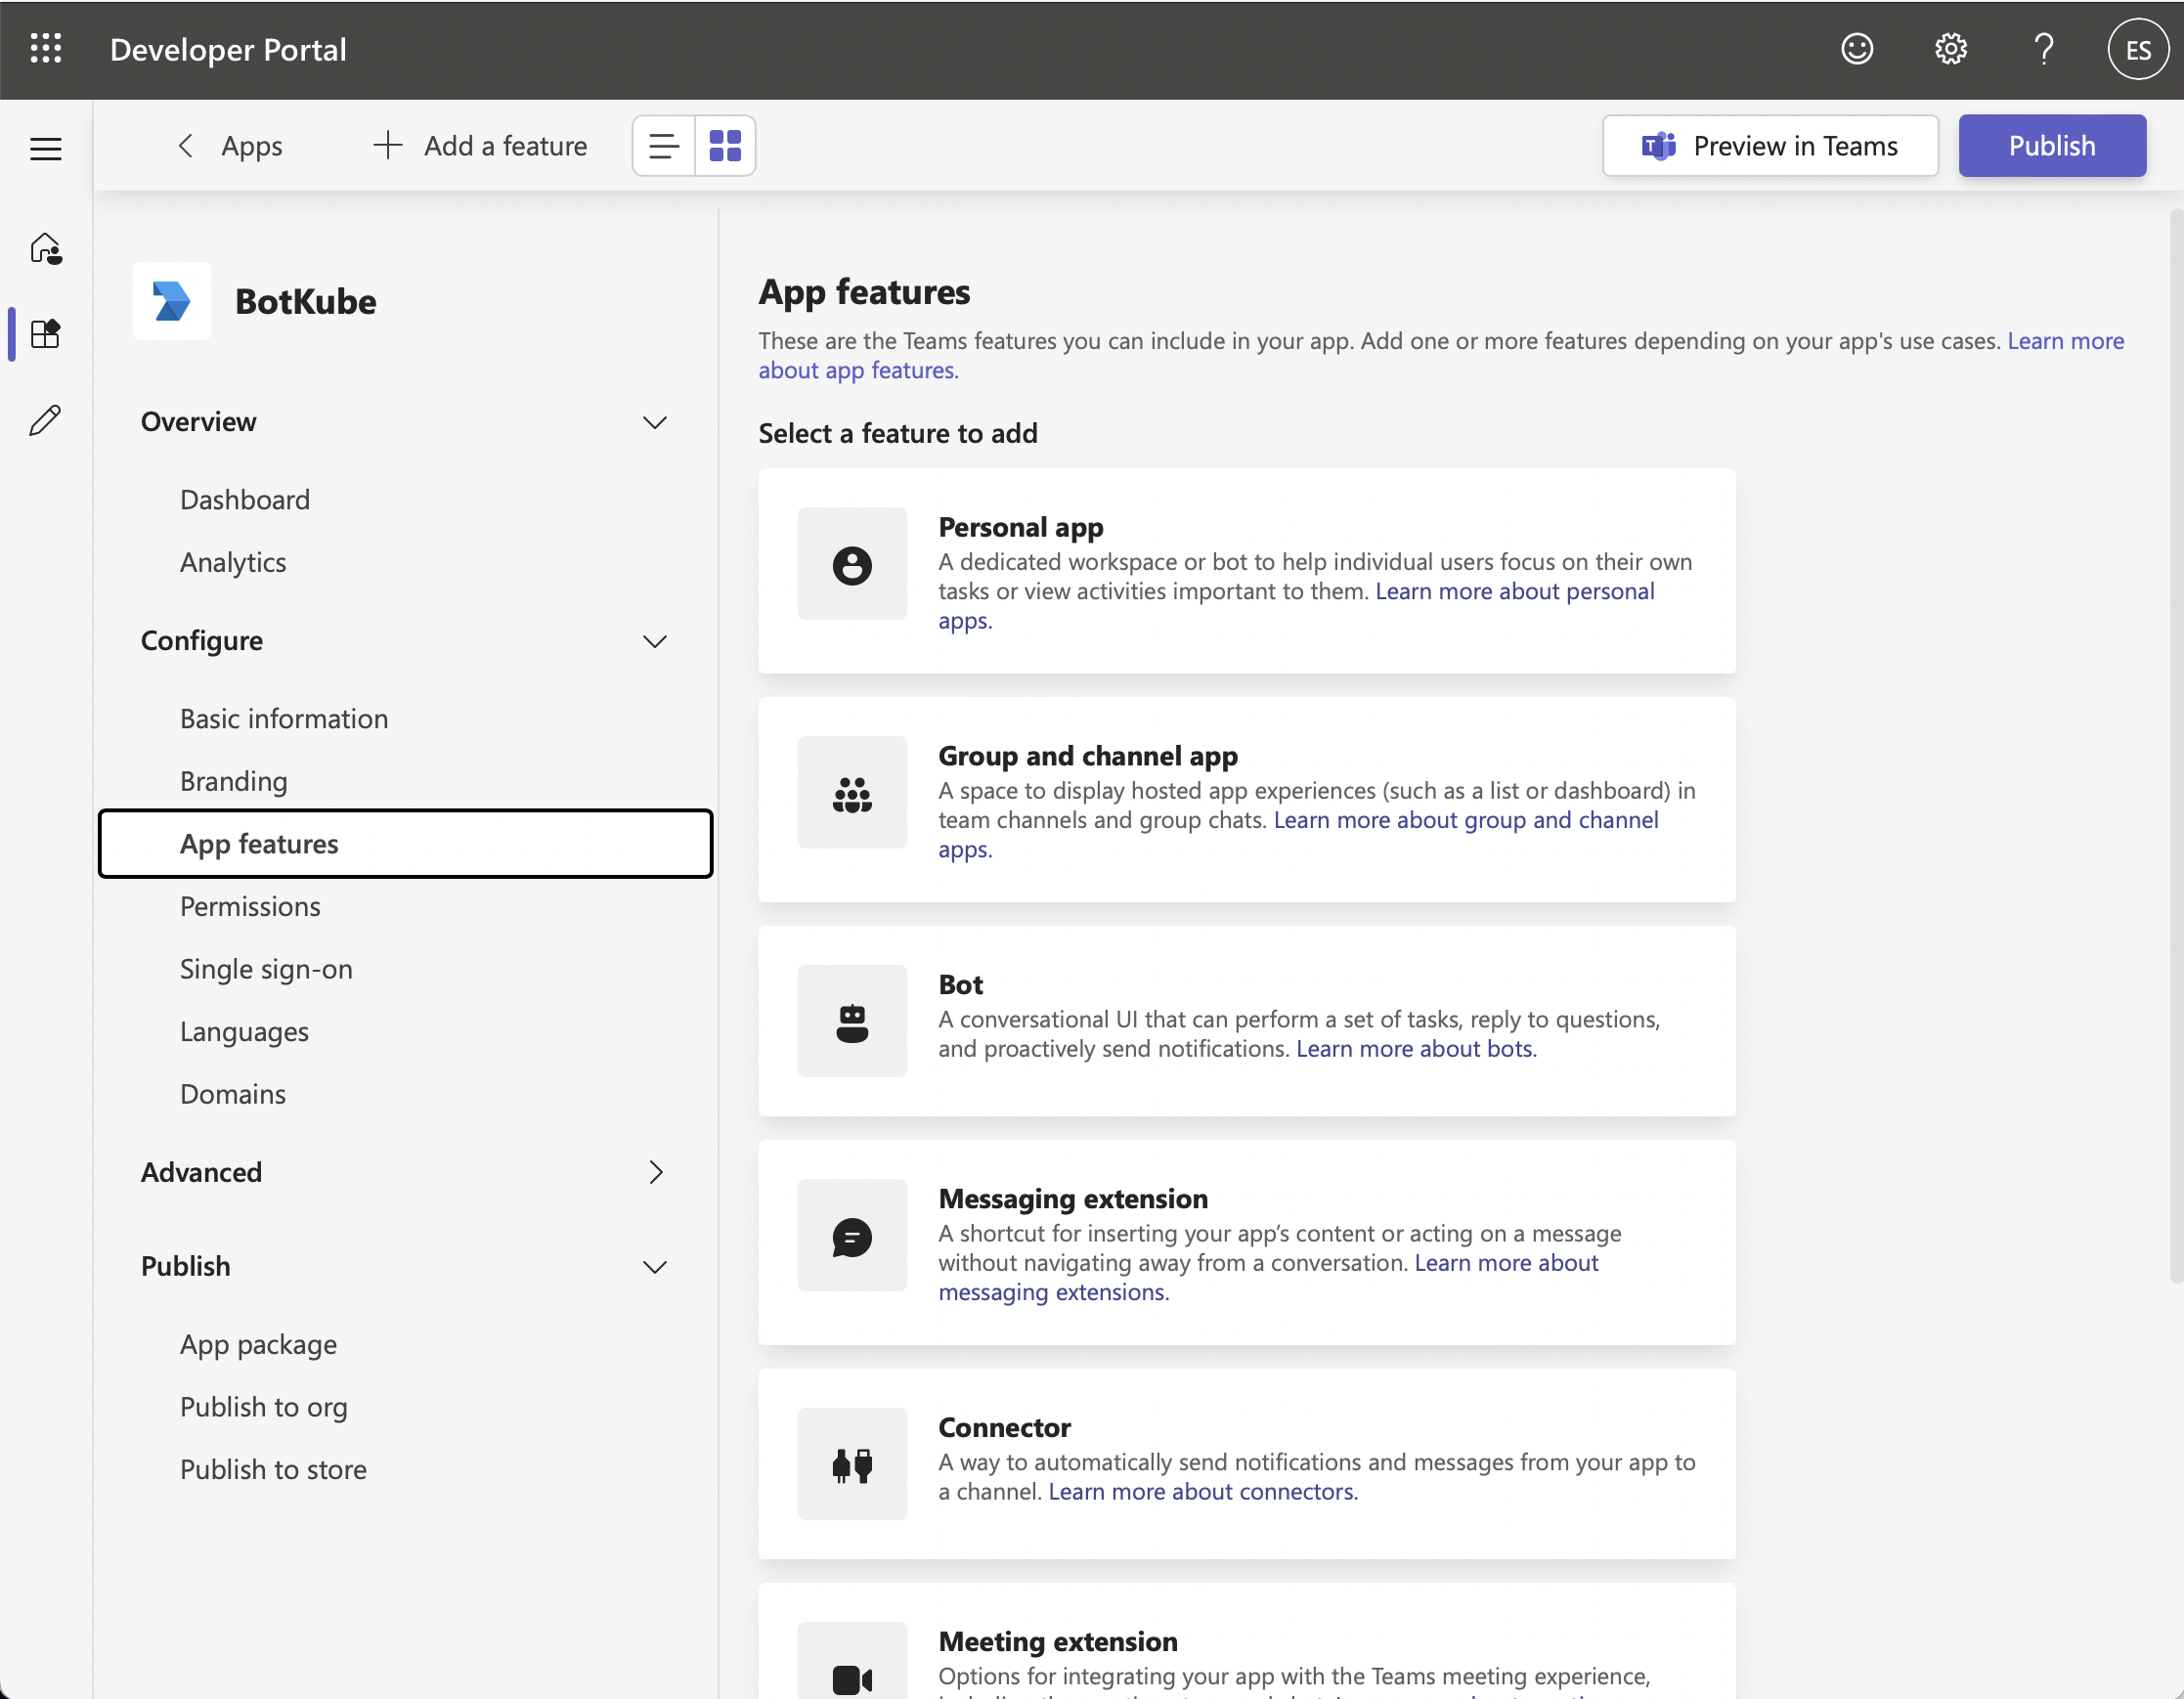 Developer Portal
ES
Apps
Add a feature
Preview in Teams
Publish
BotKube
Overview
Dashboard
Analytics
Configure
Basic information
Branding
App features
Permissions
Single sign-on
Languages
Domains
Advanced
Publish
App package
Publish to org
Publish to store
App features
These are the Teams features you can include in your app. Add one or more features depending on your app's use cases. Learn more
about app features.
Select a feature to add
Personal app
A dedicated workspace or bot to help individual users focus on their own
tasks or view activities important to them. Learn more about personal
apps.
Group and channel app
A space to display hosted app experiences (such as a list or dashboard) in
team channels and group chats. Learn more about group and channel
apps.
Bot
A conversational UI that can perform a set of tasks, reply to questions,
and proactively send notifications. Learn more about bots.
Messaging extension
A shortcut for inserting your app’s content or acting on a message
without navigating away from a conversation. Learn more about
messaging extensions.
Connector
A way to automatically send notifications and messages from your app to
a channel. Learn more about connectors.
Meeting extension
Options for integrating your app with the Teams meeting experience,